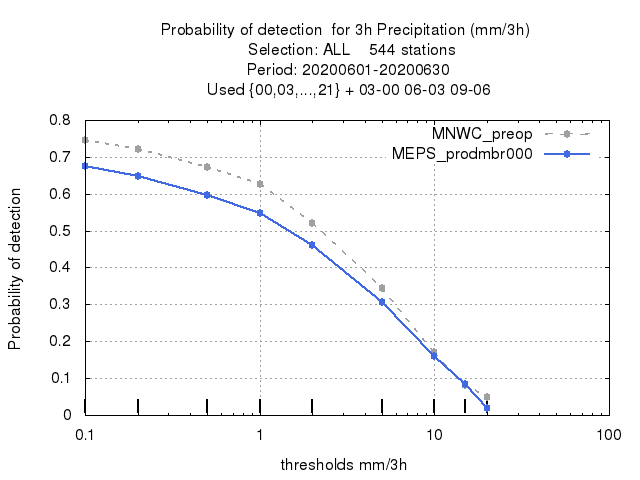 Probability of detection  for 3h Precipitation (mm/3h)
Selection: ALL    544 stations
Period: 20200601-20200630
Used {00,03,...,21} + 03-00 06-03 09-06
MNWC_preop
MEPS_prodmbr000
Probability of detection
0.8
0.7
0.6
0.5
0.4
0.3
0.2
0.1
0
0.1 1 10 100
thresholds mm/3h